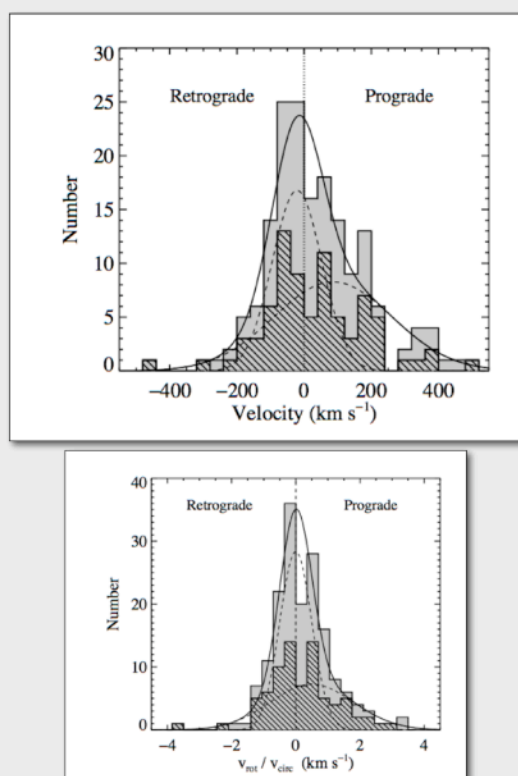 30
25
20
15
10
5
0
Number
Retrograde Prograde
−400 −200 0 200 400
Velocity (km s⁻¹)
40
30
20
10
0
Number
Retrograde Prograde
−4 −2 0 2 4
v_rot / v_circ (km s⁻¹)